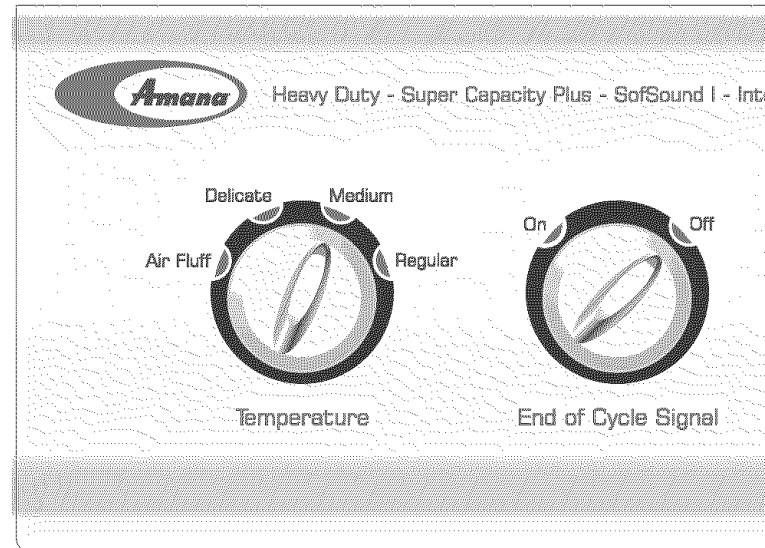 Amana
Heavy Duty - Super Capacity Plus - SofSound I -
Delicate Medium
On Off
Air Fluff Regular
Temperature End of Cycle Signal